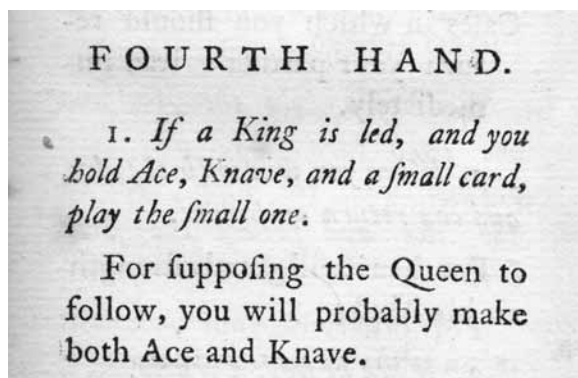 FOURTH HAND.
1. If a King is led, and you
hold Ace, Knave, and a ſmall card,
play the ſmall one.
For ſuppoſing the Queen to
follow, you will probably make
both Ace and Knave.